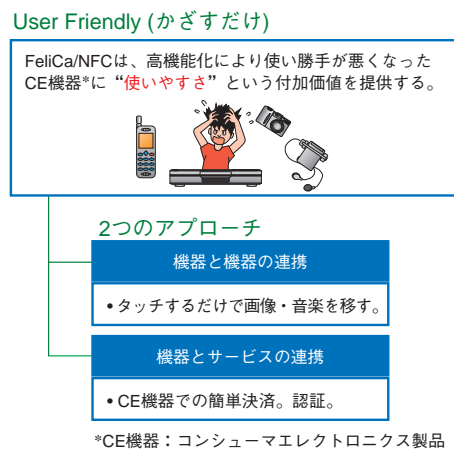 User Friendly (かざすだけ)
FeliCa/NFCは、高機能化により使い勝手が悪くなった
CE機器*に“使いやすさ”という付加価値を提供する。
2つのアプローチ
機器と機器の連携
•タッチするだけで画像・音楽を移す。
機器とサービスの連携
•CE機器での簡単決済。認証。
*CE機器：コンシューマエレクトロニクス製品